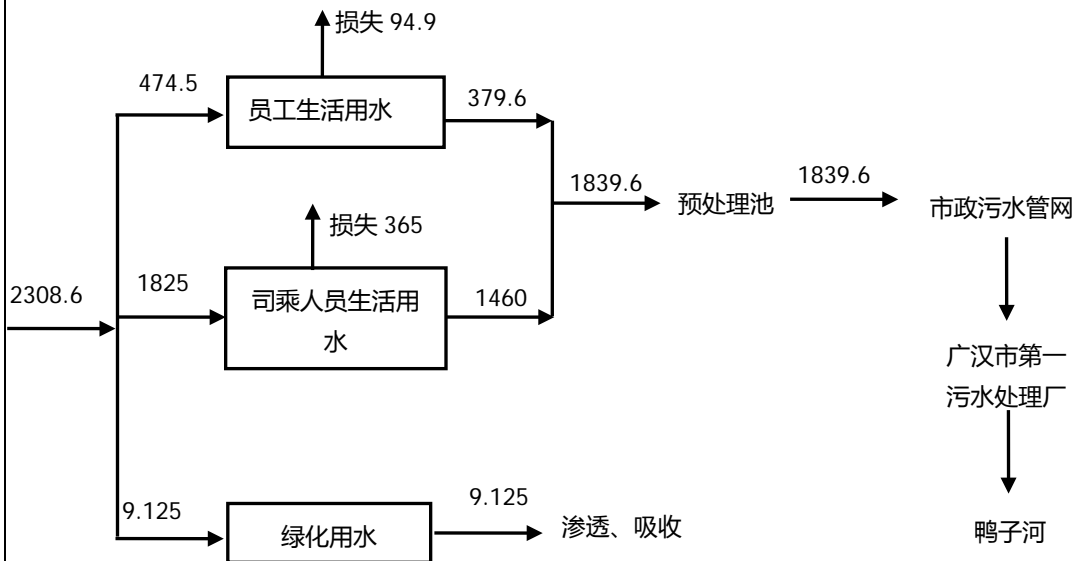 损失 94.9
474.5
员工生活用水
379.6
1839.6
预处理池
1839.6
市政污水管网
损失 365
2308.6
1825
司乘人员生活用
水
1460
广汉市第一
污水处理厂
9.125
绿化用水
9.125
渗透、吸收
鸭子河